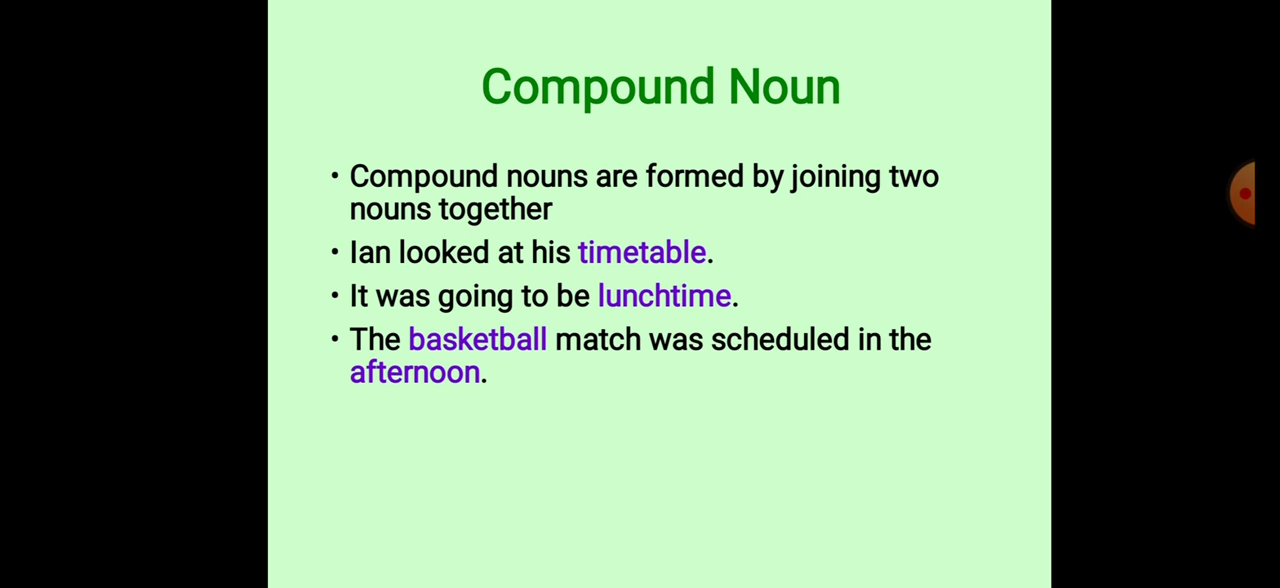 Compound Noun
• Compound nouns are formed by joining two
nouns together
• Ian looked at his timetable.
• It was going to be lunchtime.
• The basketball match was scheduled in the
afternoon.